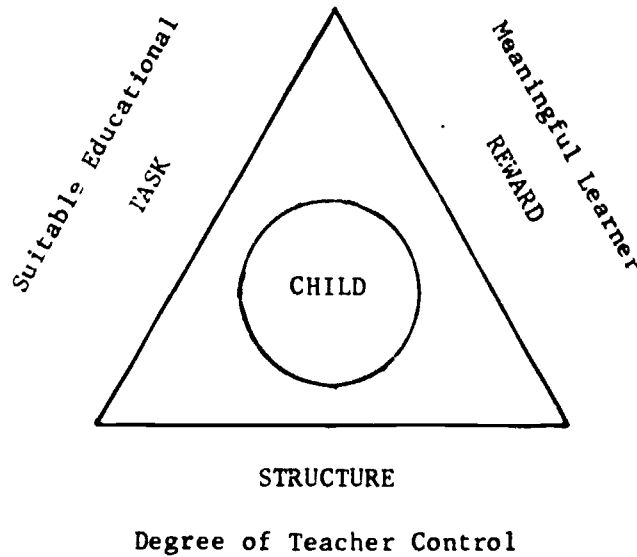 Suitable Educational
TASK
Meaningful Learner
REWARD
CHILD
STRUCTURE
Degree of Teacher Control